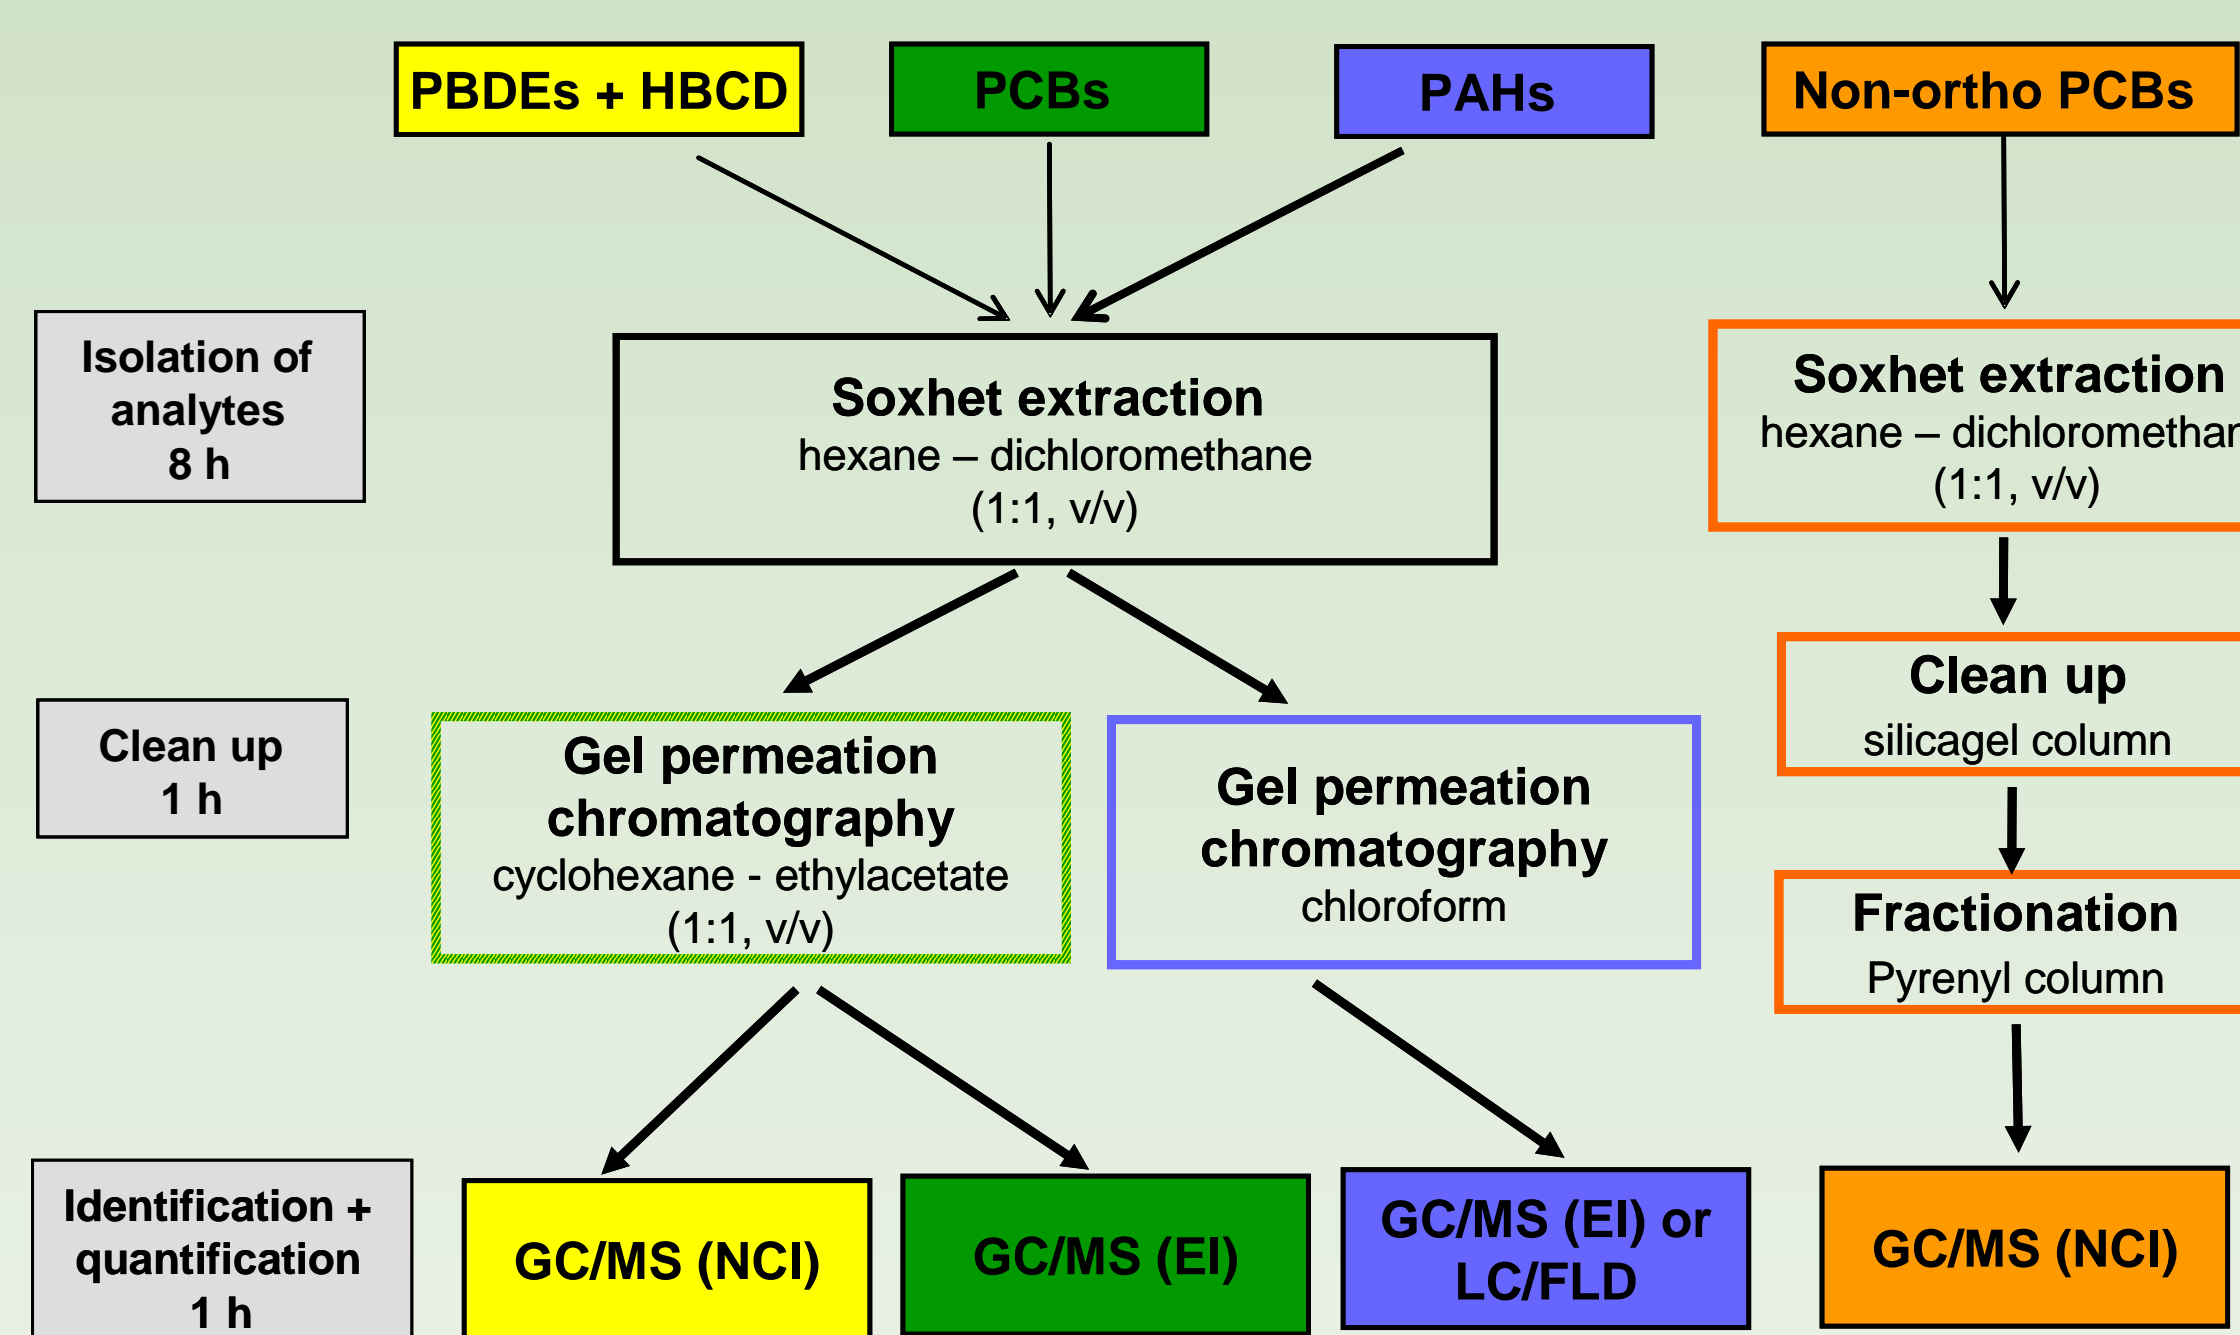 PBDEs + HBCD
PCBs
PAHs
Non-ortho PCBs
Isolation of
analytes
8 h
Soxhet extraction
hexane – dichloromethane
(1:1, v/v)
Soxhet extraction
hexane – dichlorometha
(1:1, v/v)
Clean up
1 h
Gel permeation
chromatography
cyclohexane - ethylacetate
(1:1, v/v)
Gel permeation
chromatography
chloroform
Clean up
silicagel column
Fractionation
Pyrenyl column
Identification +
quantification
1 h
GC/MS (NCI)
GC/MS (EI)
GC/MS (EI) or
LC/FLD
GC/MS (NCI)